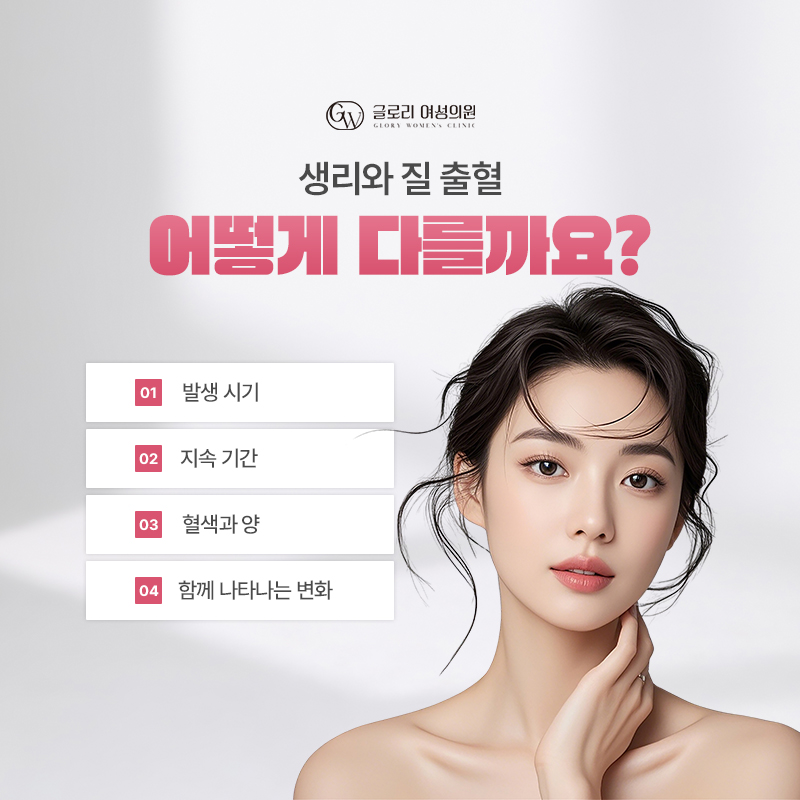 GW
글로리 여성의원
GLORY WOMEN's CLINIC
생리와 질 출혈
어떻게 다를까요?
01 발생 시기
02 지속 기간
03 혈색과 양
04 함께 나타나는 변화